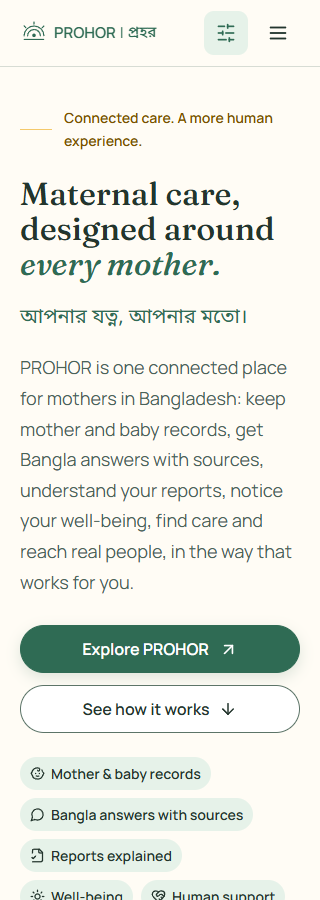 PROHOR | প্রহর
Connected care. A more human
experience.
Maternal care,
designed around
every mother.
আপনার যত্ন, আপনার মতো।
PROHOR is one connected place
for mothers in Bangladesh: keep
mother and baby records, get
Bangla answers with sources,
understand your reports, notice
your well-being, find care and
reach real people, in the way that
works for you.
Explore PROHOR
See how it works
Mother & baby records
Bangla answers with sources
Reports explained
Well-being Human support